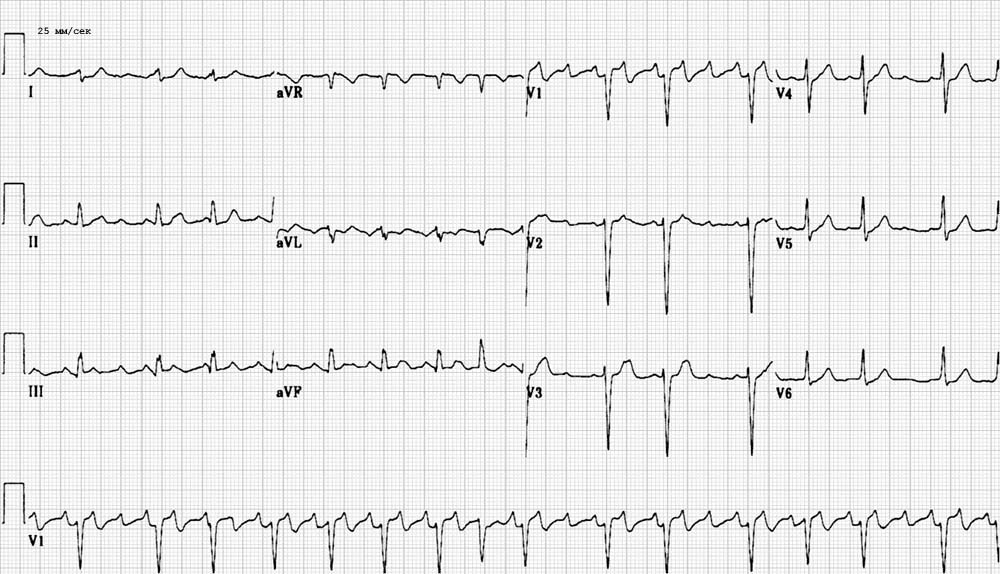 25 мм/сек
I aVR V1 V4
II aVL V2 V5
III aVF V3 V6
V1